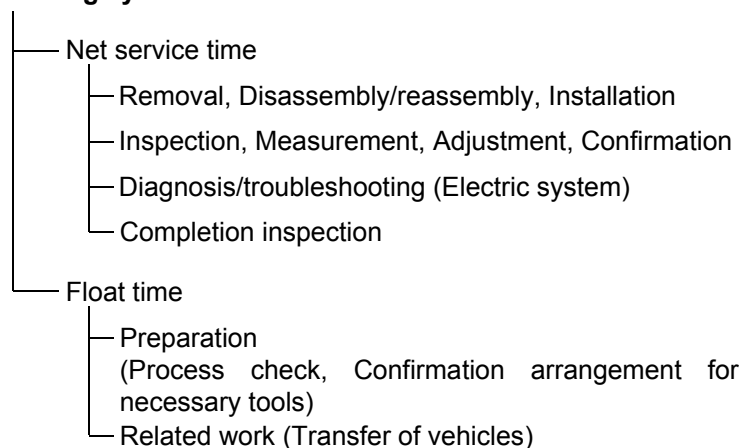 Net service time
Removal, Disassembly/reassembly, Installation
Inspection, Measurement, Adjustment, Confirmation
Diagnosis/troubleshooting (Electric system)
Completion inspection
Float time
Preparation
(Process check, Confirmation arrangement for
necessary tools)
Related work (Transfer of vehicles)